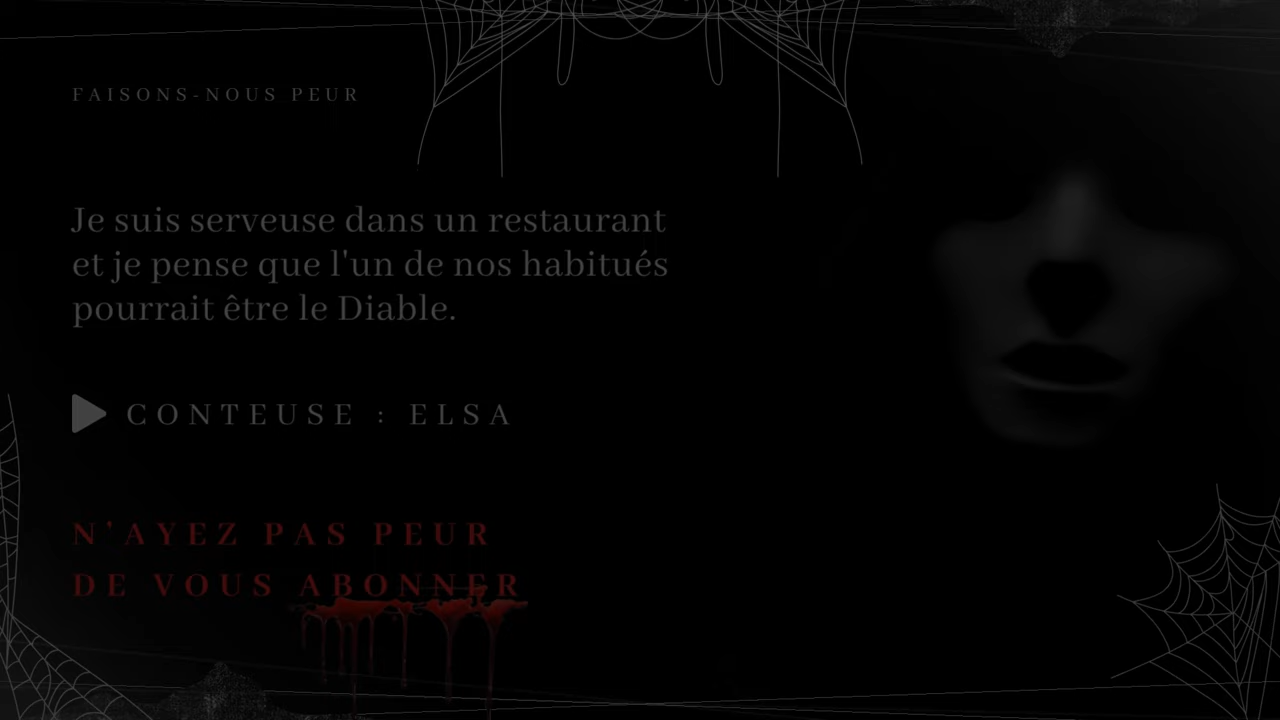 FAISONS-NOUS PEUR
Je suis serveuse dans un restaurant
et je pense que l'un de nos habitués
pourrait être le Diable.
CONTEUSE : ELSA
N'AYEZ PAS PEUR
DE VOUS ABONNER